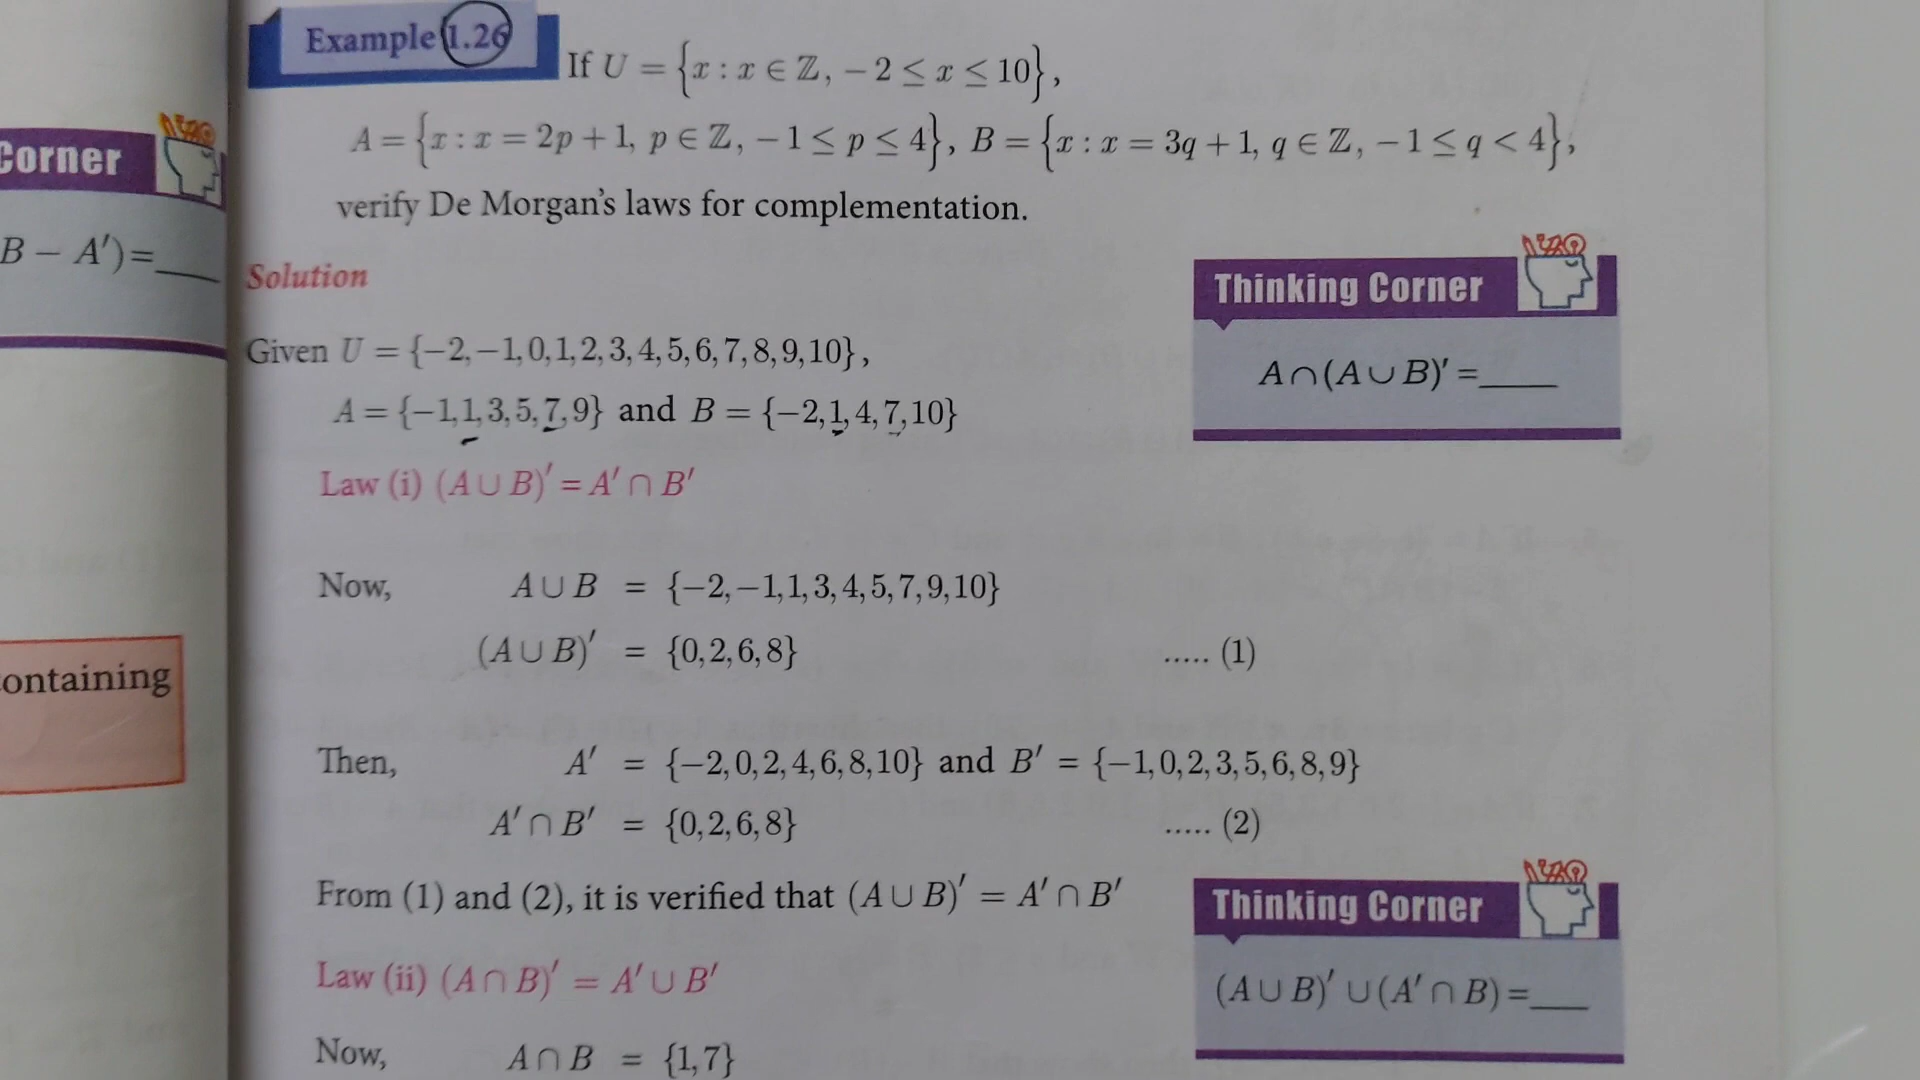 Corner
B − A′)=___
containing
Example 1.26
If U = {x : x ∈ ℤ, −2 ≤ x ≤ 10},
A = {x : x = 2p + 1, p ∈ ℤ, −1 ≤ p ≤ 4}, B = {x : x = 3q + 1, q ∈ ℤ, −1 ≤ q < 4},
verify De Morgan's laws for complementation.
Solution
Thinking Corner
A∩(A∪B)′ =____
Given U = {−2,−1,0,1,2,3,4,5,6,7,8,9,10},
A = {−1,1,3,5,7,9} and B = {−2,1,4,7,10}
Law (i) (A∪B)′ = A′∩B′
Now, A∪B = {−2,−1,1,3,4,5,7,9,10}
(A∪B)′ = {0,2,6,8} ..... (1)
Then, A′ = {−2,0,2,4,6,8,10} and B′ = {−1,0,2,3,5,6,8,9}
A′∩B′ = {0,2,6,8} ..... (2)
From (1) and (2), it is verified that (A∪B)′ = A′∩B′
Law (ii) (A∩B)′ = A′∪B′
Thinking Corner
(A∪B)′ ∪(A′∩B)=___
Now, A∩B = {1,7}